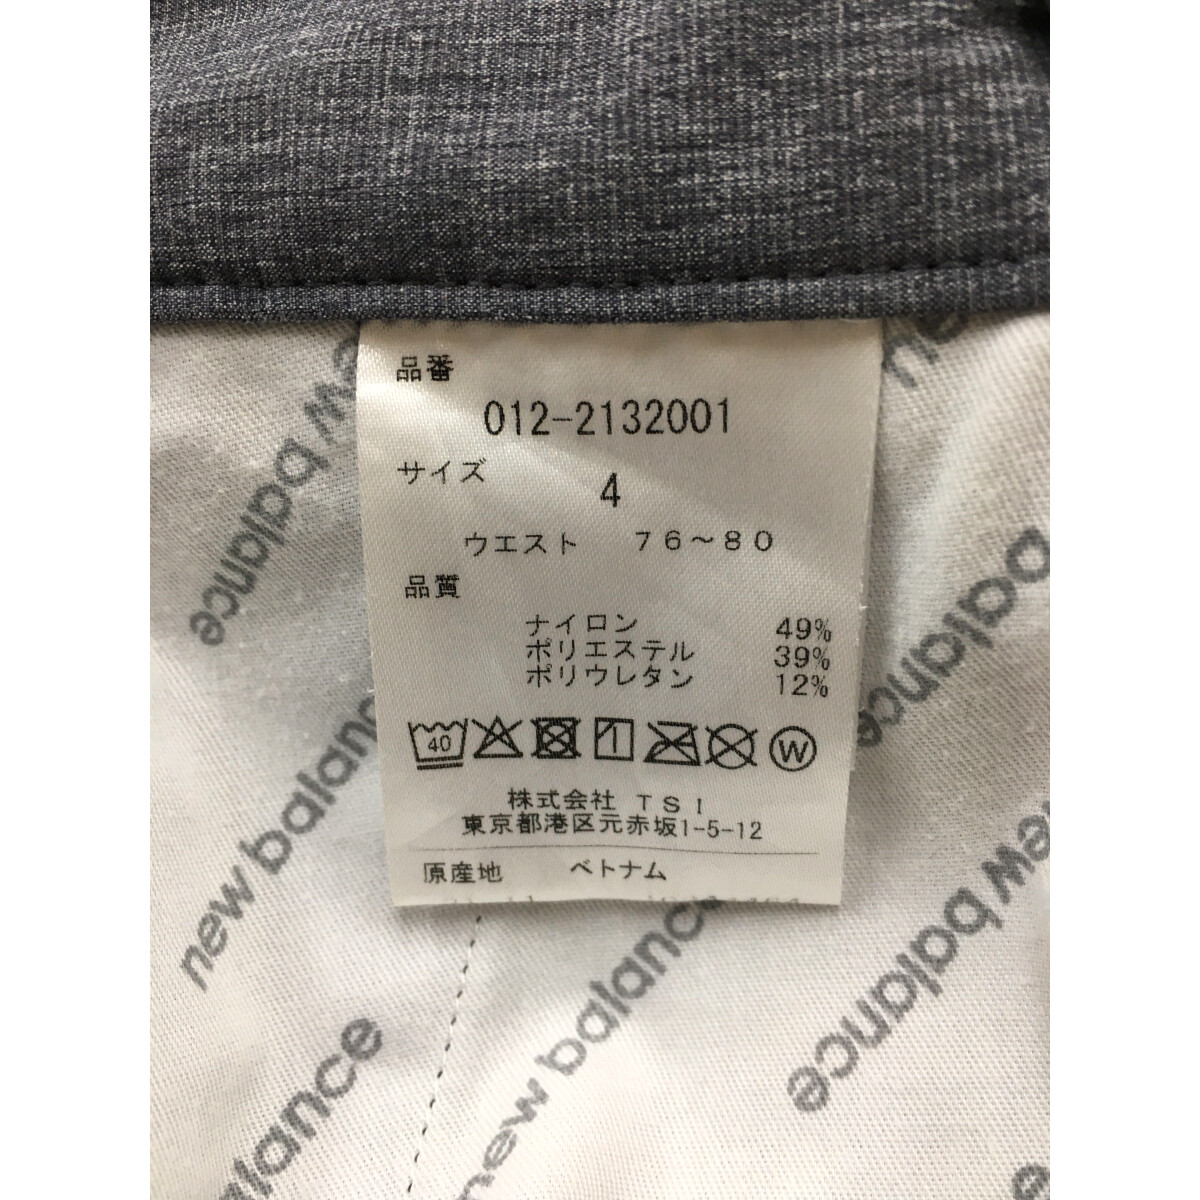 品番
012-2132001
サイズ
4
ウエスト 76〜80
品質
ナイロン 49%
ポリエステル 39%
ポリウレタン 12%
40
W
株式会社 TSI
東京都港区元赤坂1-5-12
原産地 ベトナム
new balance
new balance
new balance
new balance
balance
balance